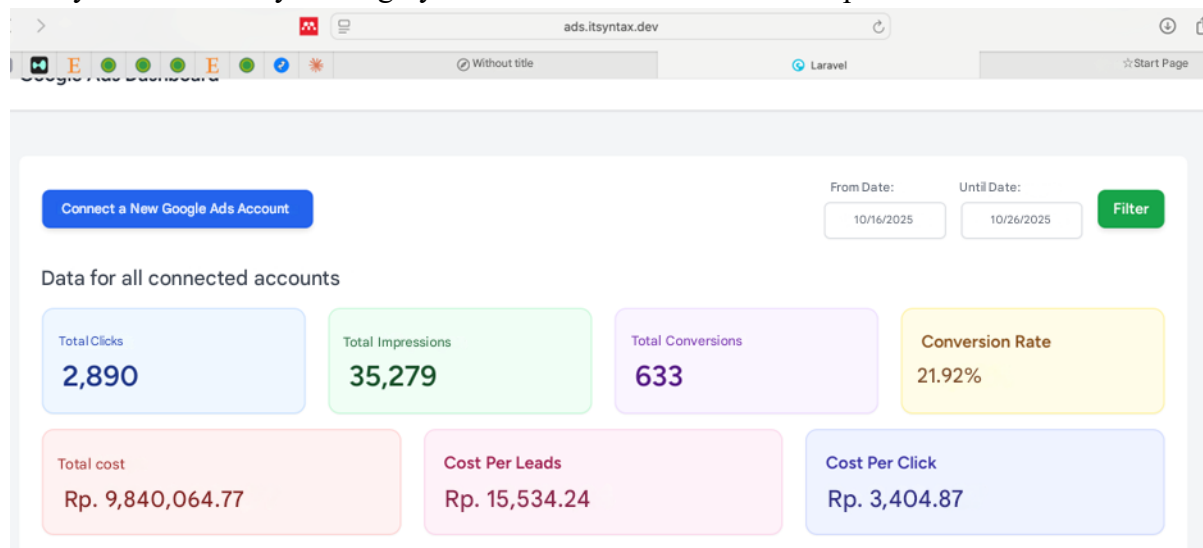 ads.itsyntax.dev
E E Without title Laravel ☆Start Page
Google Ads Dashboard
From Date: Until Date:
Connect a New Google Ads Account 10/16/2025 10/26/2025 Filter
Data for all connected accounts
Total Clicks Total Impressions Total Conversions Conversion Rate
2,890 35,279 633 21.92%
Total cost Cost Per Leads Cost Per Click
Rp. 9,840,064.77 Rp. 15,534.24 Rp. 3,404.87